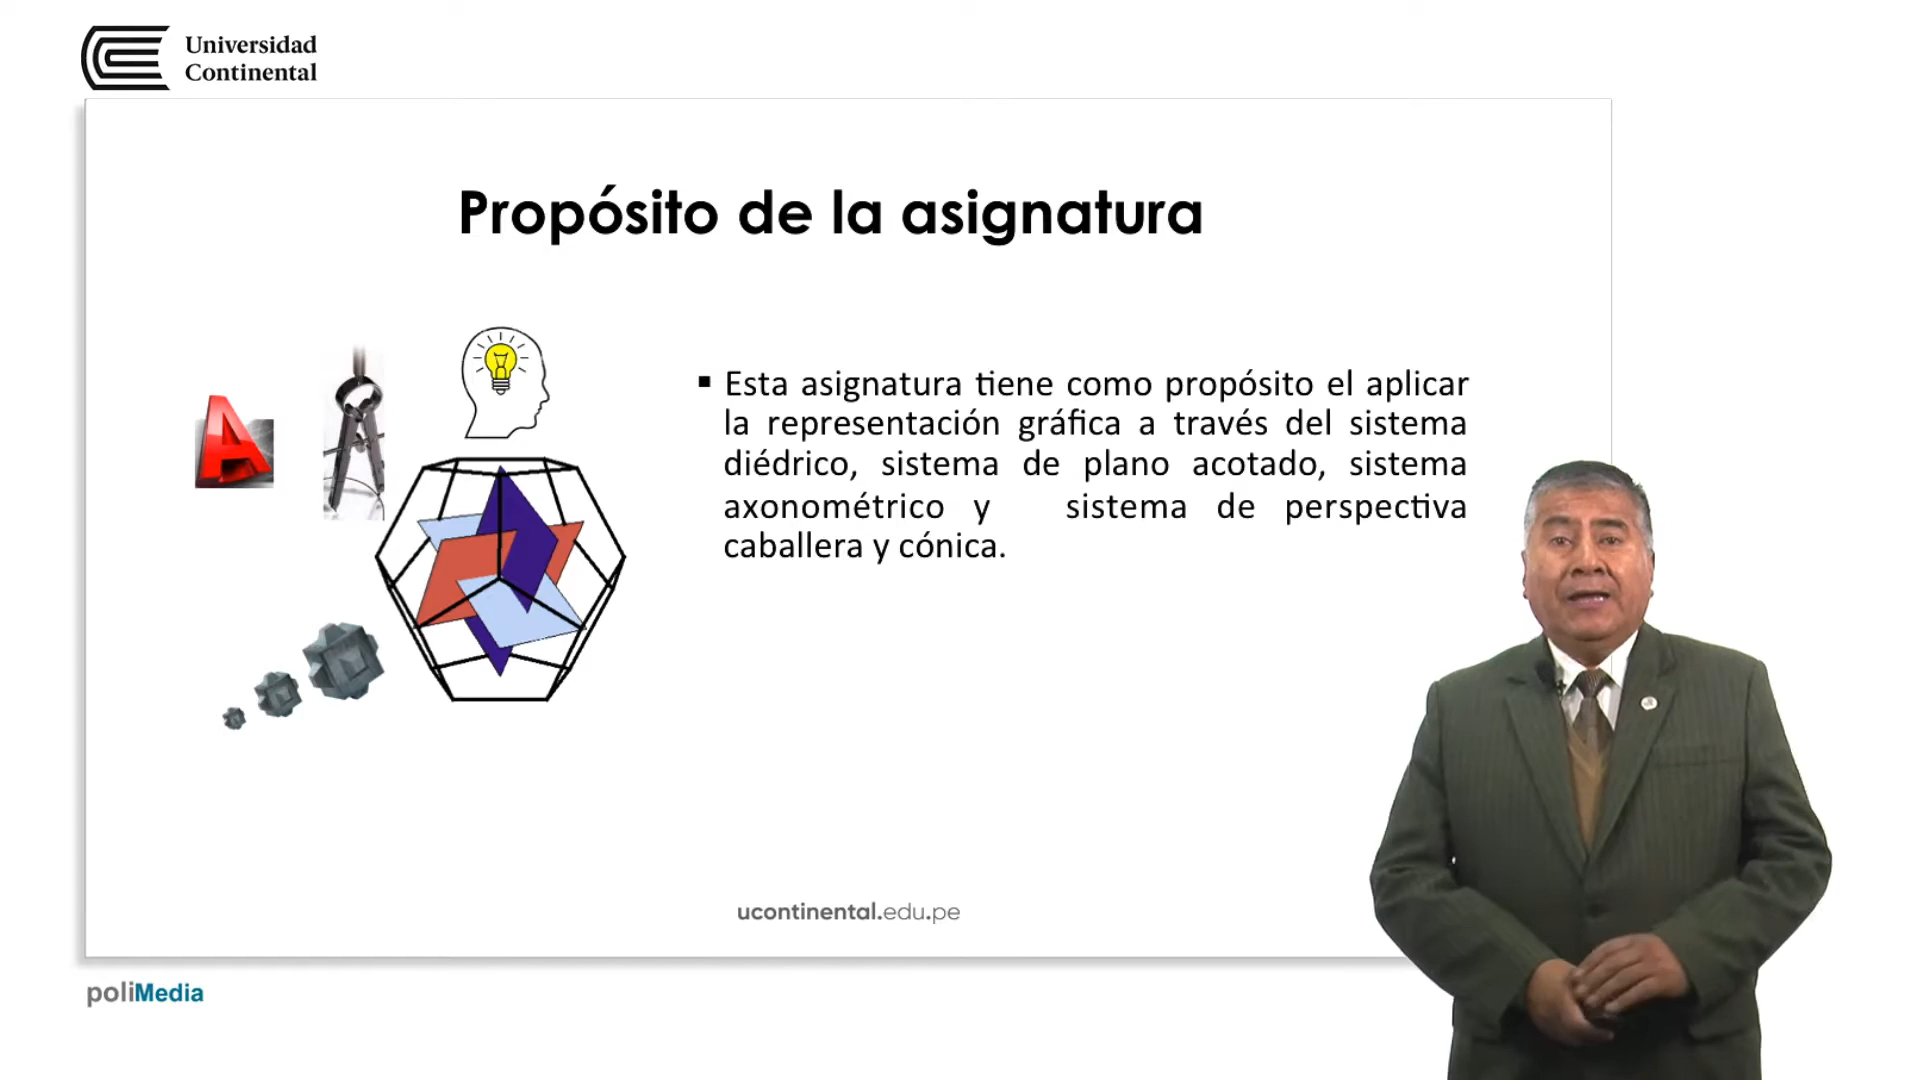 Universidad
Continental
Propósito de la asignatura
▪ Esta asignatura tiene como propósito el aplicar
la representación gráfica a través del sistema
diédrico, sistema de plano acotado, sistema
axonométrico y sistema de perspectiva
caballera y cónica.
ucontinental.edu.pe
poliMedia